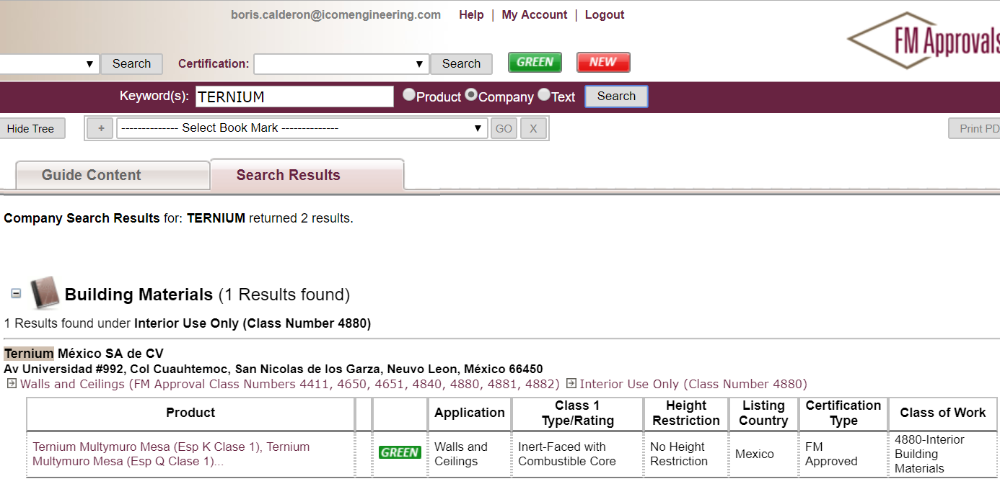 boris.calderon@icomengineering.com Help | My Account | Logout
FM Approvals
Search Certification: Search GREEN NEW
Keyword(s): TERNIUM Product Company Text Search
Hide Tree + -------------- Select Book Mark -------------- GO X Print PD
Guide Content Search Results
Company Search Results for: TERNIUM returned 2 results.
Building Materials (1 Results found)
1 Results found under Interior Use Only (Class Number 4880)
Ternium México SA de CV
Av Universidad #992, Col Cuauhtemoc, San Nicolas de los Garza, Neuvo Leon, México 66450
Walls and Ceilings (FM Approval Class Numbers 4411, 4650, 4651, 4840, 4880, 4881, 4882) Interior Use Only (Class Number 4880)
Product Application Class 1 Type/Rating Height Restriction Listing Country Certification Type Class of Work
Ternium Multymuro Mesa (Esp K Clase 1), Ternium
Multymuro Mesa (Esp Q Clase 1)...
GREEN
Walls and
Ceilings
Inert-Faced with
Combustible Core
No Height
Restriction
Mexico
FM
Approved
4880-Interior
Building
Materials